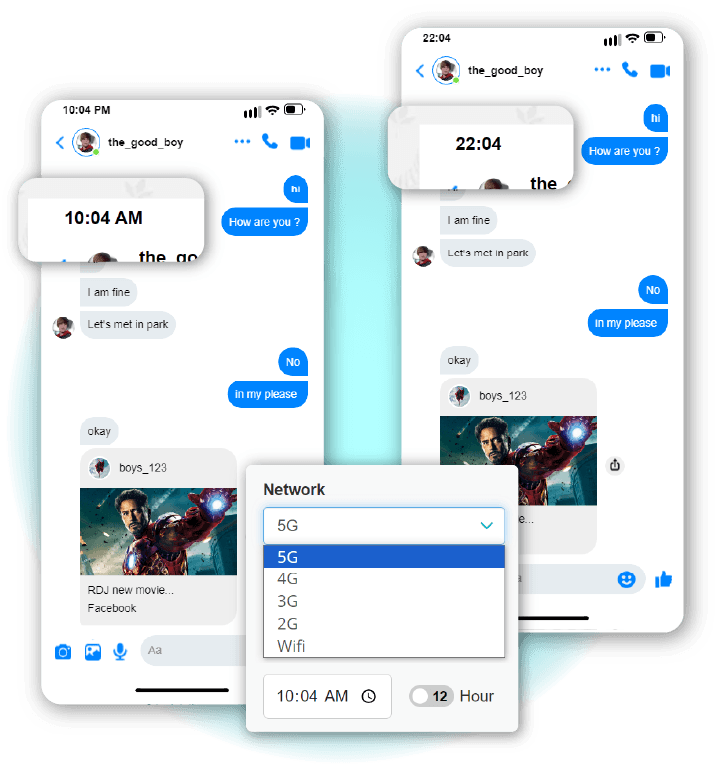 10:04 PM
the_good_boy
hi
10:04 AM
the_go
How are you ?
I am fine
Let's met in park
No
in my please
okay
boys_123
RDJ new movie...
Facebook
Aa
22:04
the_good_boy
hi
22:04
the_
How are you ?
I am fine
Let's met in park
No
in my please
okay
boys_123
e...
a
Network
5G
5G
4G
3G
2G
Wifi
10:04 AM
12 Hour